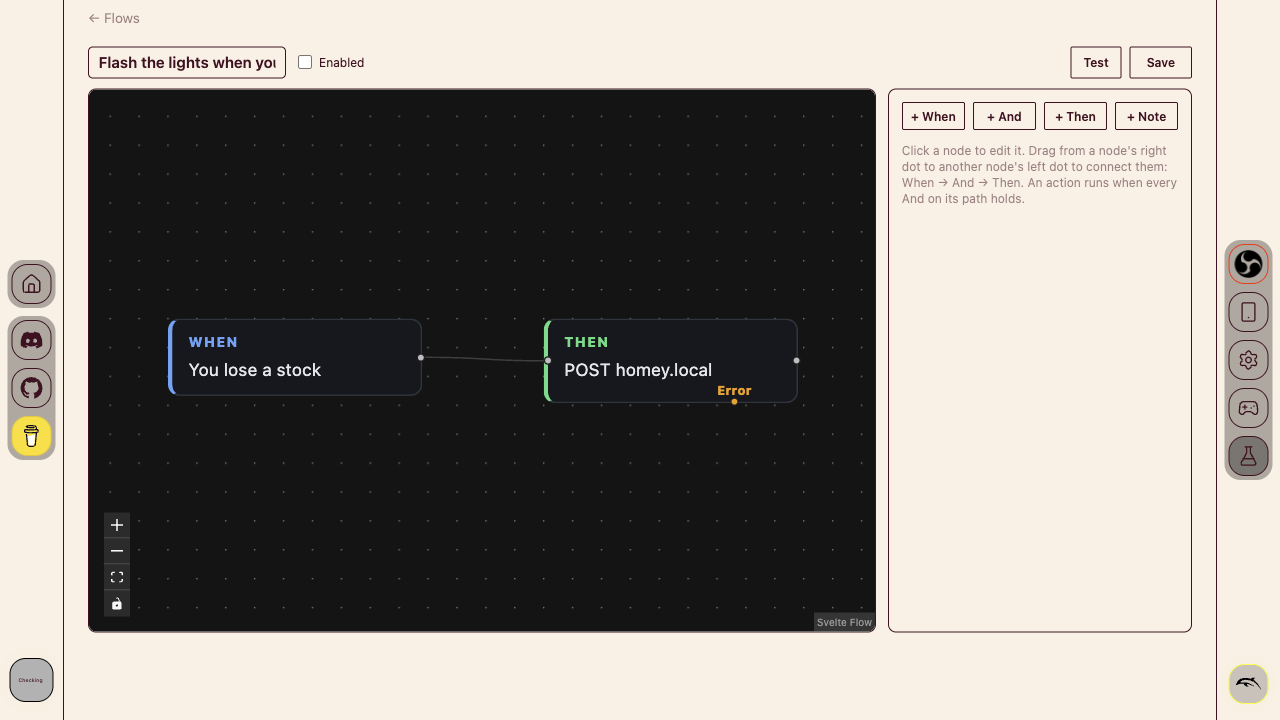 ← Flows
Flash the lights when you
Enabled
Test
Save
+ When
+ And
+ Then
+ Note
Click a node to edit it. Drag from a node's right
dot to another node's left dot to connect them:
When → And → Then. An action runs when every
And on its path holds.
WHEN
You lose a stock
THEN
POST homey.local
Error
Svelte Flow
Checking